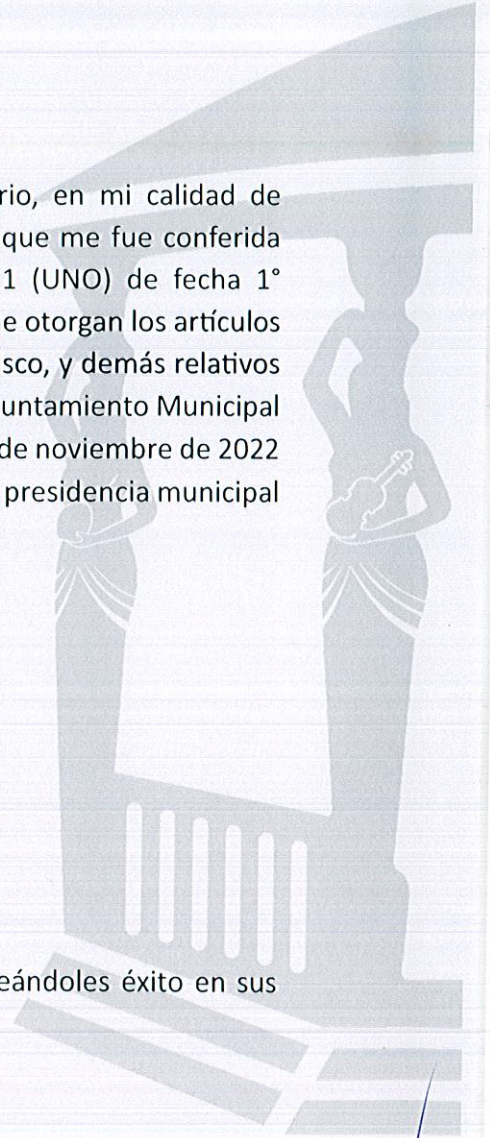 rio, en mi calidad de
que me fue conferida
1 (UNO) de fecha 1°
e otorgan los artículos
sco, y demás relativos
yuntamiento Municipal
de noviembre de 2022
presidencia municipal
eándoles éxito en sus